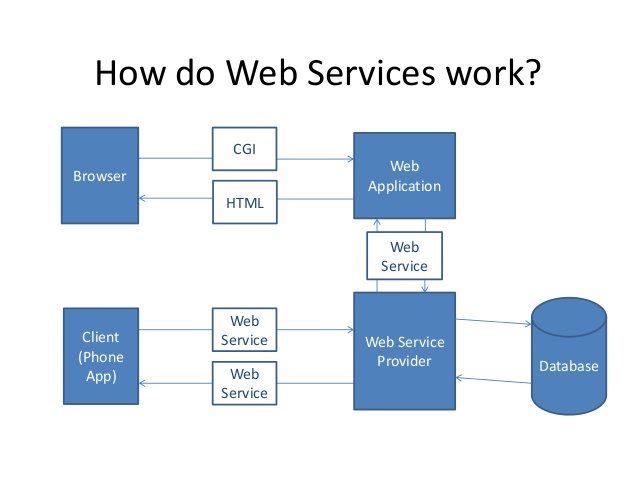 How do Web Services work?
Browser
CGI
HTML
Web
Application
Web
Service
Client
(Phone
App)
Web
Service
Web
Service
Web Service
Provider
Database